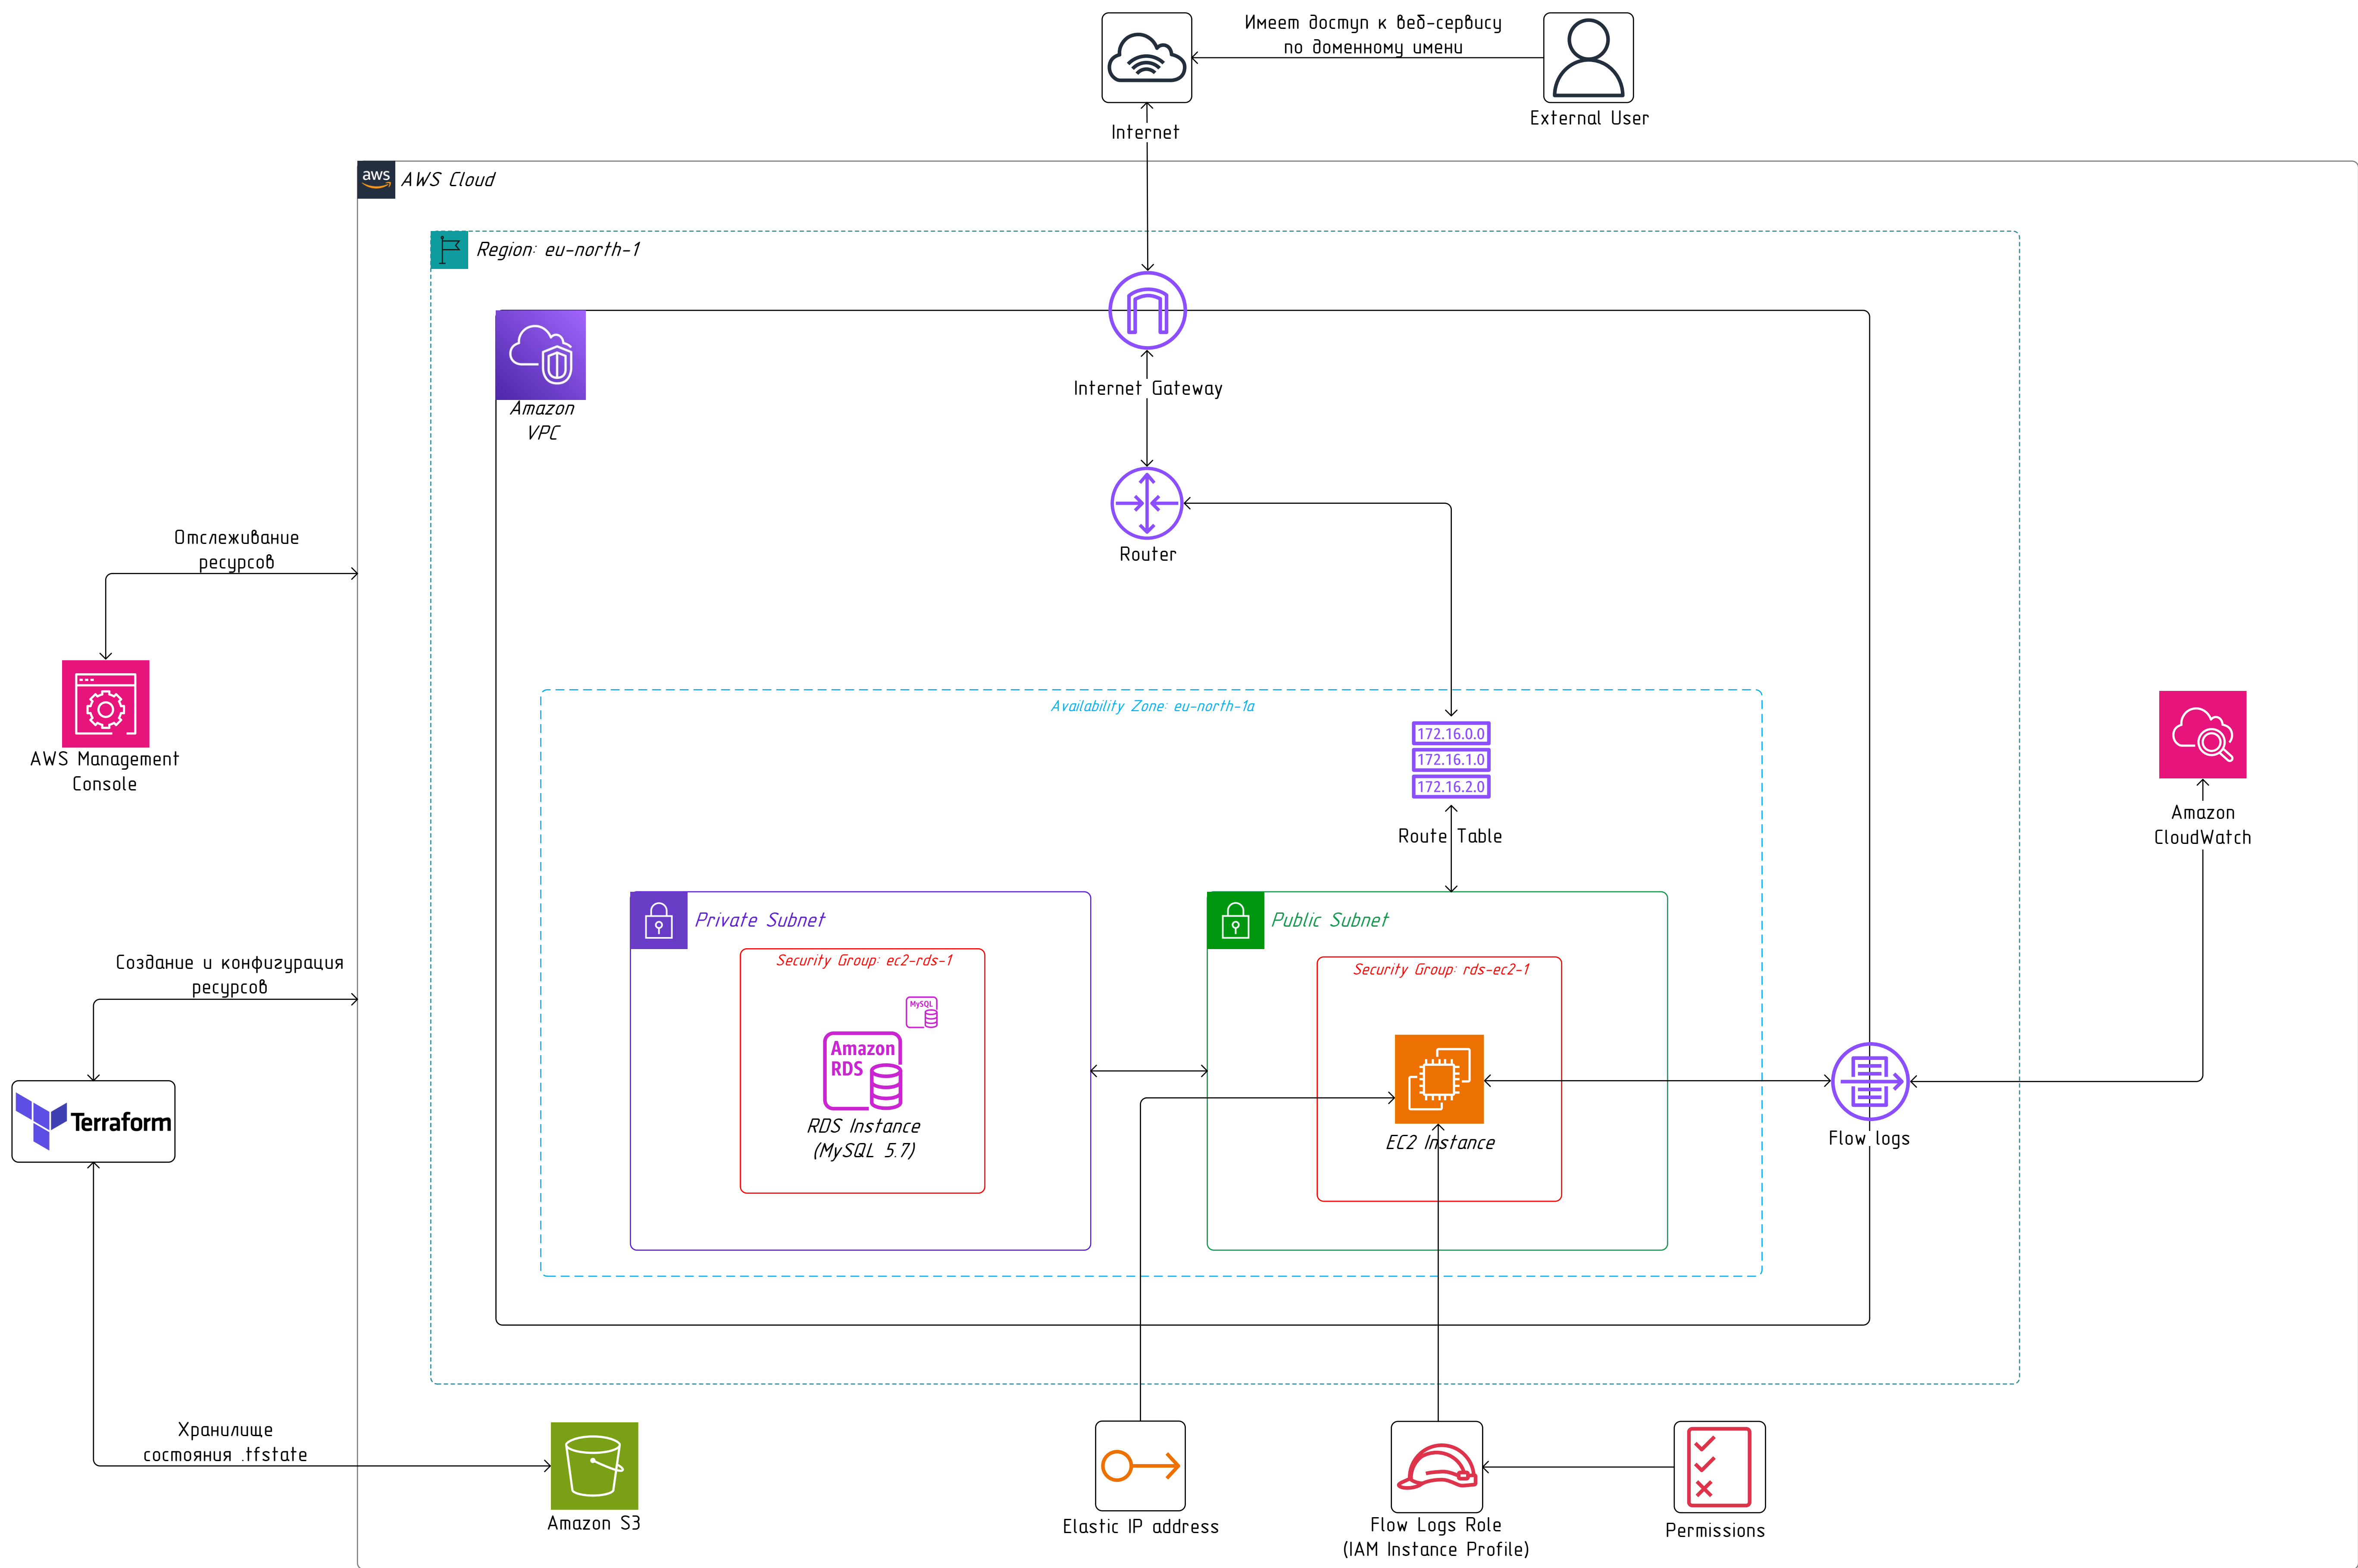 Имеет доступ к веб-сервису
по доменному имени
Internet
External User
aws
AWS Cloud
Region: eu-north-1
Amazon
VPC
Internet Gateway
Router
Отслеживание
ресурсов
AWS Management
Console
Availability Zone: eu-north-1a
172.16.0.0
172.16.1.0
172.16.2.0
Route Table
Amazon
CloudWatch
Private Subnet
Security Group: ec2-rds-1
MySQL
Amazon
RDS
RDS Instance
(MySQL 5.7)
Public Subnet
Security Group: rds-ec2-1
EC2 Instance
Flow logs
Создание и конфигурация
ресурсов
Terraform
Хранилище
состояния .tfstate
Amazon S3
Elastic IP address
Flow Logs Role
(IAM Instance Profile)
Permissions